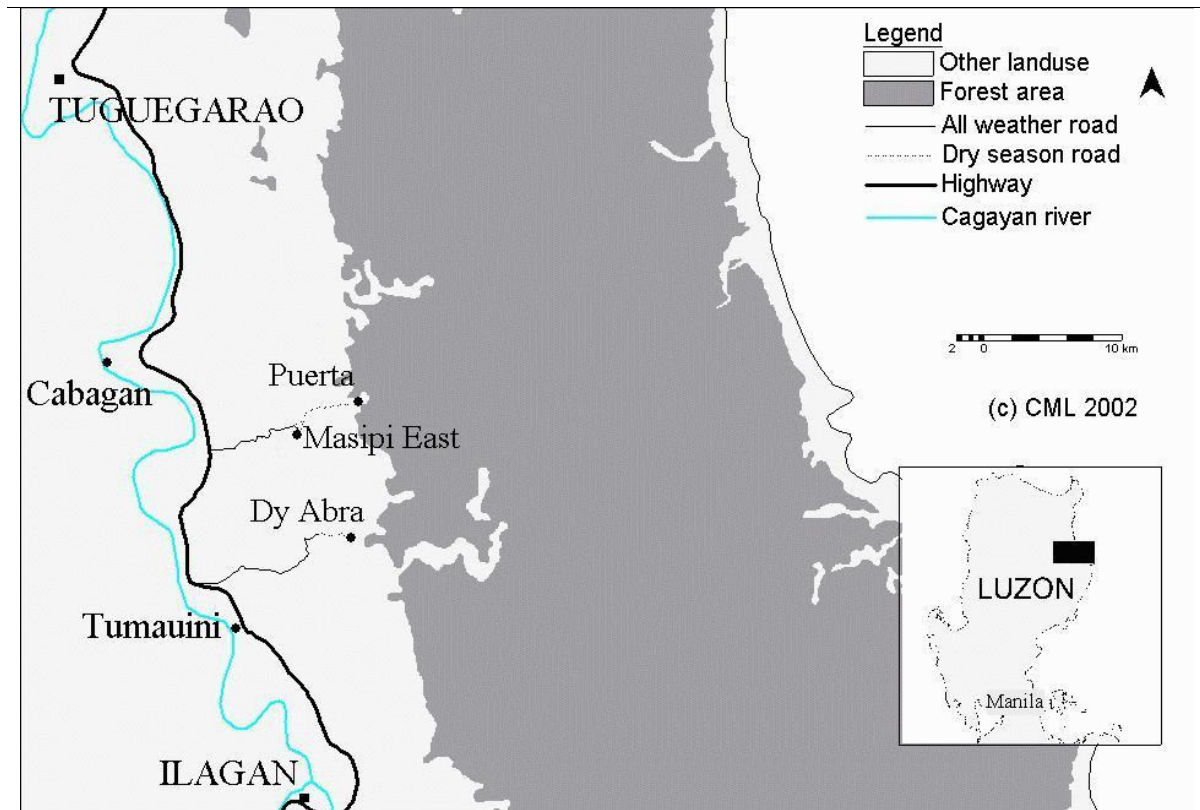 Legend
Other landuse
Forest area
All weather road
Dry season road
Highway
Cagayan river
TUGUEGARAO
2 0 10 km
Puerta
Cabagan
(c) CML 2002
Masipi East
Dy Abra
LUZON
Tumauini
Manila
ILAGAN